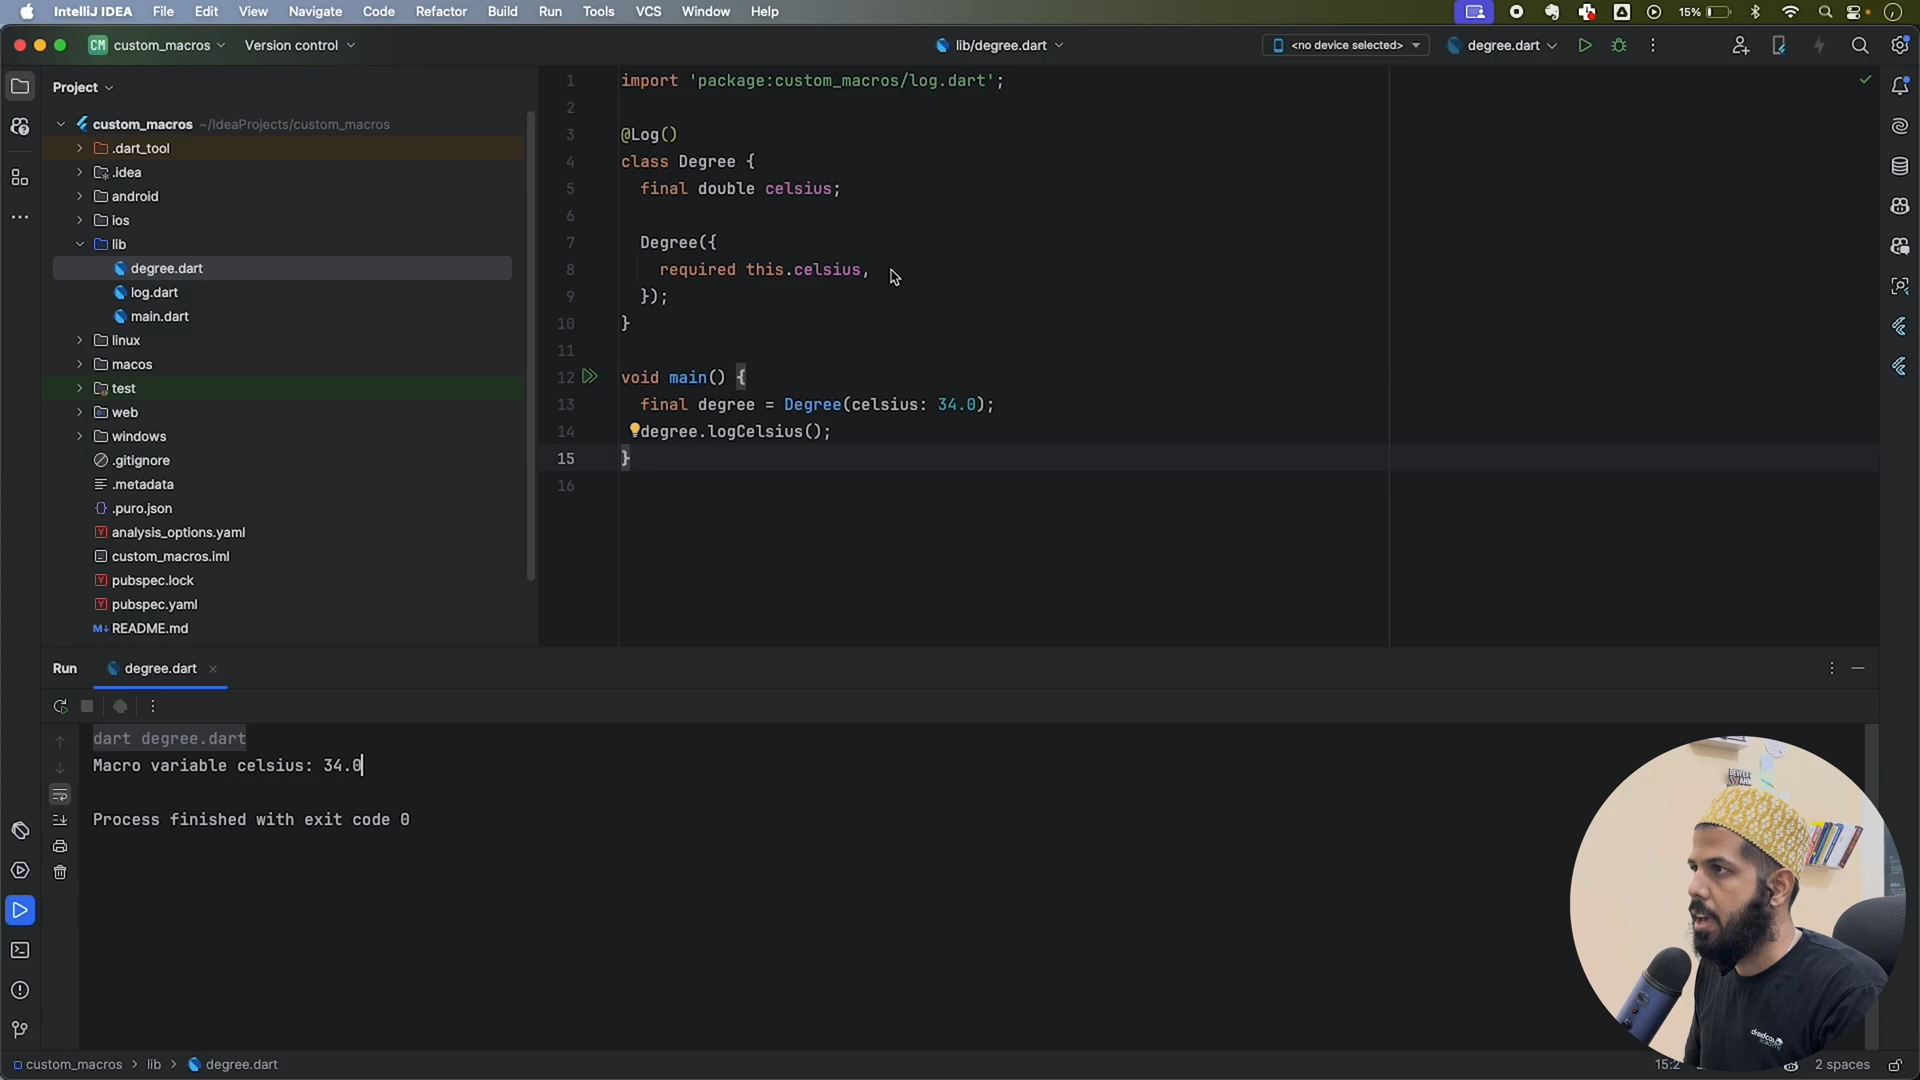 IntelliJ IDEA File Edit View Navigate Code Refactor Build Run Tools VCS Window Help 15%
CM custom_macros Version control lib/degree.dart <no device selected> degree.dart
Project
custom_macros ~/IdeaProjects/custom_macros
.dart_tool
.idea
android
ios
lib
degree.dart
log.dart
main.dart
linux
macos
test
web
windows
.gitignore
.metadata
.puro.json
analysis_options.yaml
custom_macros.iml
pubspec.lock
pubspec.yaml
README.md
1 import 'package:custom_macros/log.dart';
2
3 @Log()
4 class Degree {
5 final double celsius;
6
7 Degree({
8 required this.celsius,
9 });
10 }
11
12 void main() {
13 final degree = Degree(celsius: 34.0);
14 degree.logCelsius();
15 }
16
Run degree.dart
dart degree.dart
Macro variable celsius: 34.0
Process finished with exit code 0
droidcon
academy
custom_macros > lib > degree.dart 15:2 2 spaces